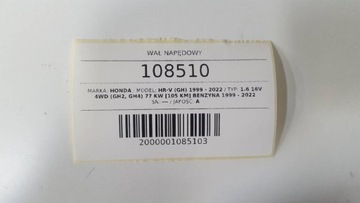 WAŁ NAPĘDOWY
108510
MARKA: HONDA - MODEL: HR-V (GH) 1999 - 2022 / TYP: 1.6 16V
4WD (GH2, GH4) 77 KW [105 KM] BENZYNA 1999 - 2022
SA: --- / JAKOŚĆ: A
2000001085103